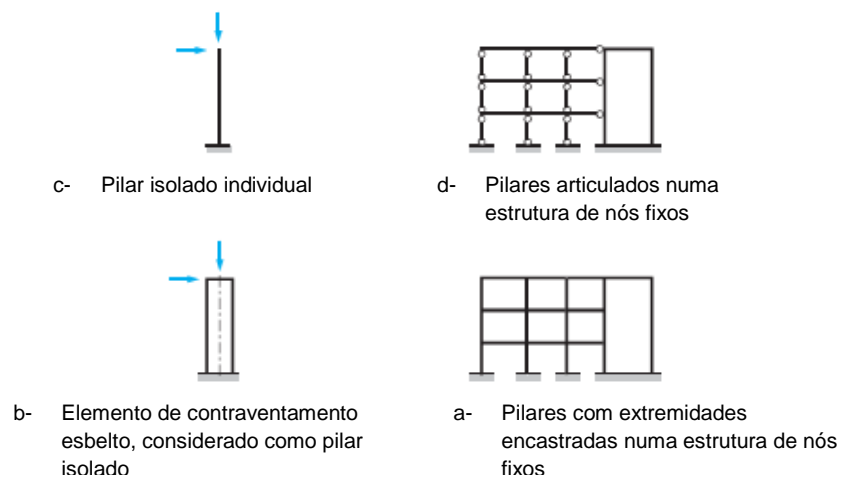 c- Pilar isolado individual
d- Pilares articulados numa
estrutura de nós fixos
b- Elemento de contraventamento
esbelto, considerado como pilar
isolado
a- Pilares com extremidades
encastradas numa estrutura de nós
fixos